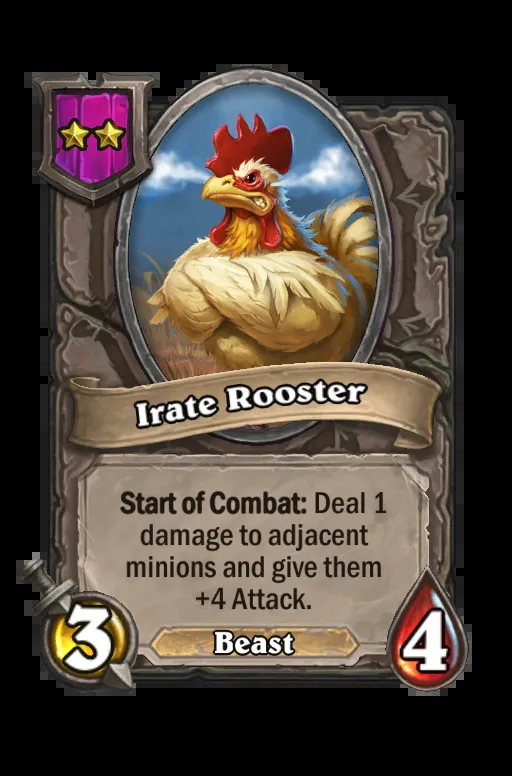 Irate Rooster
Start of Combat: Deal 1
damage to adjacent
minions and give them
+4 Attack.
3
Beast
4